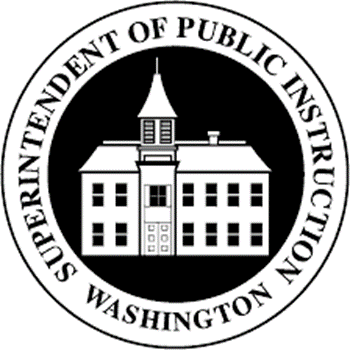 SUPERINTENDENT OF PUBLIC INSTRUCTION
WASHINGTON